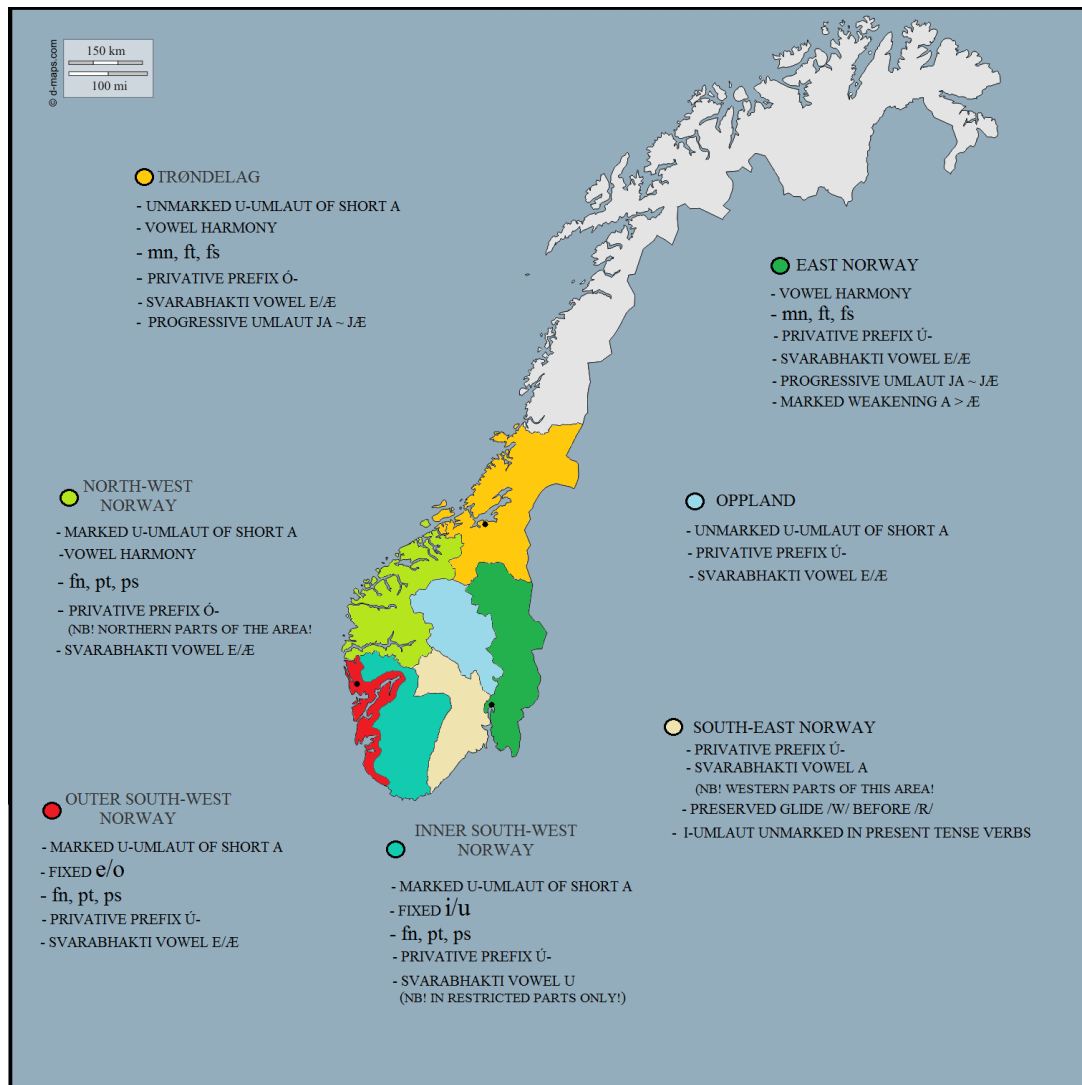 150 km
100 mi
© d-maps.com
TRØNDELAG
- UNMARKED U-UMLAUT OF SHORT A
- VOWEL HARMONY
- mn, ft, fs
- PRIVATIVE PREFIX Ó-
- SVARABHAKTI VOWEL E/Æ
- PROGRESSIVE UMLAUT JA ~ JÆ
EAST NORWAY
- VOWEL HARMONY
- mn, ft, fs
- PRIVATIVE PREFIX Ú-
- SVARABHAKTI VOWEL E/Æ
- PROGRESSIVE UMLAUT JA ~ JÆ
- MARKED WEAKENING A > Æ
NORTH-WEST
NORWAY
- MARKED U-UMLAUT OF SHORT A
-VOWEL HARMONY
- fn, pt, ps
- PRIVATIVE PREFIX Ó-
(NB! NORTHERN PARTS OF THE AREA!
- SVARABHAKTI VOWEL E/Æ
OPPLAND
- UNMARKED U-UMLAUT OF SHORT A
- PRIVATIVE PREFIX Ú-
- SVARABHAKTI VOWEL E/Æ
SOUTH-EAST NORWAY
- PRIVATIVE PREFIX Ú-
- SVARABHAKTI VOWEL A
(NB! WESTERN PARTS OF THIS AREA!
- PRESERVED GLIDE /W/ BEFORE /R/
- I-UMLAUT UNMARKED IN PRESENT TENSE VERBS
OUTER SOUTH-WEST
NORWAY
- MARKED U-UMLAUT OF SHORT A
- FIXED e/o
- fn, pt, ps
- PRIVATIVE PREFIX Ú-
- SVARABHAKTI VOWEL E/Æ
INNER SOUTH-WEST
NORWAY
- MARKED U-UMLAUT OF SHORT A
- FIXED i/u
- fn, pt, ps
- PRIVATIVE PREFIX Ú-
- SVARABHAKTI VOWEL U
(NB! IN RESTRICTED PARTS ONLY!)